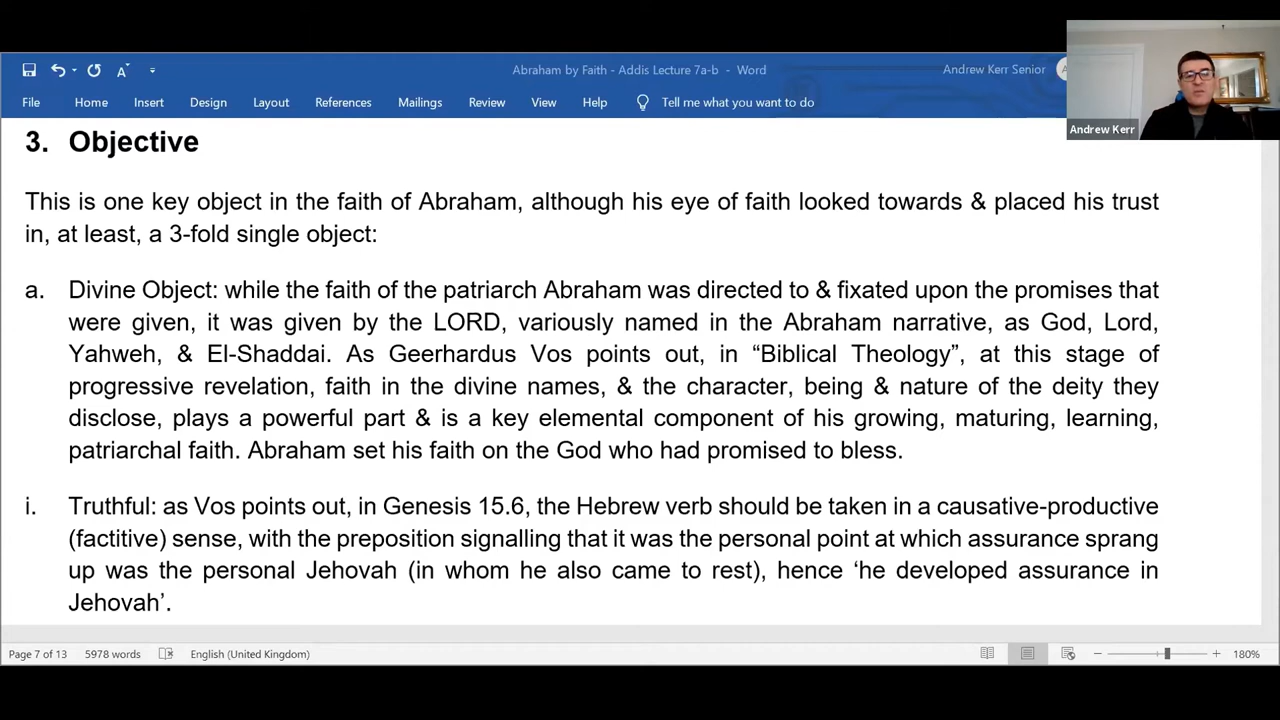 Abraham by Faith - Addis Lecture 7a-b - Word
Andrew Kerr Senior
File Home Insert Design Layout References Mailings Review View Help Tell me what you want to do
Andrew Kerr
3. Objective
This is one key object in the faith of Abraham, although his eye of faith looked towards & placed his trust
in, at least, a 3-fold single object:
a. Divine Object: while the faith of the patriarch Abraham was directed to & fixated upon the promises that
were given, it was given by the LORD, variously named in the Abraham narrative, as God, Lord,
Yahweh, & El-Shaddai. As Geerhardus Vos points out, in “Biblical Theology”, at this stage of
progressive revelation, faith in the divine names, & the character, being & nature of the deity they
disclose, plays a powerful part & is a key elemental component of his growing, maturing, learning,
patriarchal faith. Abraham set his faith on the God who had promised to bless.
i. Truthful: as Vos points out, in Genesis 15.6, the Hebrew verb should be taken in a causative-productive
(factitive) sense, with the preposition signalling that it was the personal point at which assurance sprang
up was the personal Jehovah (in whom he also came to rest), hence ‘he developed assurance in
Jehovah’.
Page 7 of 13 5978 words English (United Kingdom) 180%